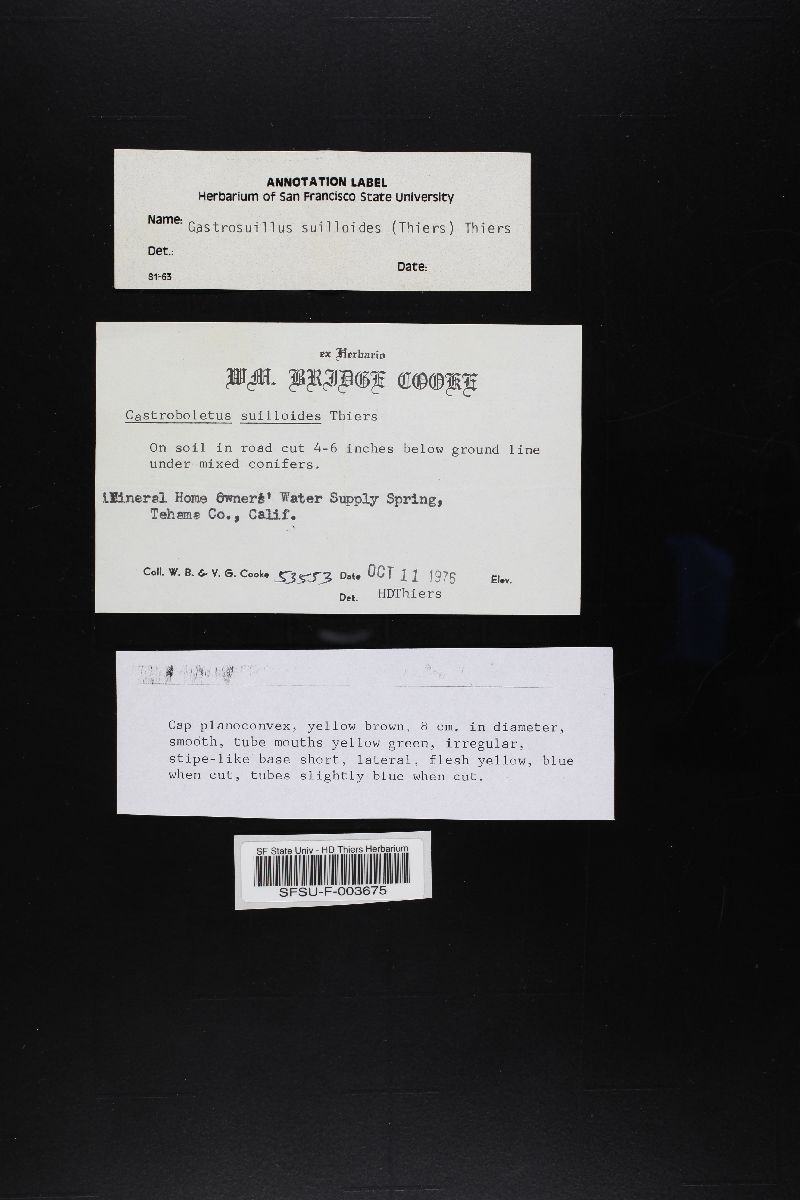 ANNOTATION LABEL
Herbarium of San Francisco State University
Name: Gastrosuillus suilloides (Thiers) Thiers
Det.:
Date:
81-63
ex Herbario
WM. BRIDGE COOKE
Gastroboletus suilloides Thiers
On soil in road cut 4-6 inches below ground line
under mixed conifers.
Mineral Home Owners' Water Supply Spring,
Tehama Co., Calif.
Coll. W. B. & V. G. Cooke 53553 Date OCT 11 1976 Elev.
Det. HDThiers
Cap planoconvex, yellow brown, 8 cm. in diameter,
smooth, tube mouths yellow green, irregular,
stipe-like base short, lateral, flesh yellow, blue
when cut, tubes slightly blue when cut.
SF State Univ - HD Thiers Herbarium
SFSU-F-003675